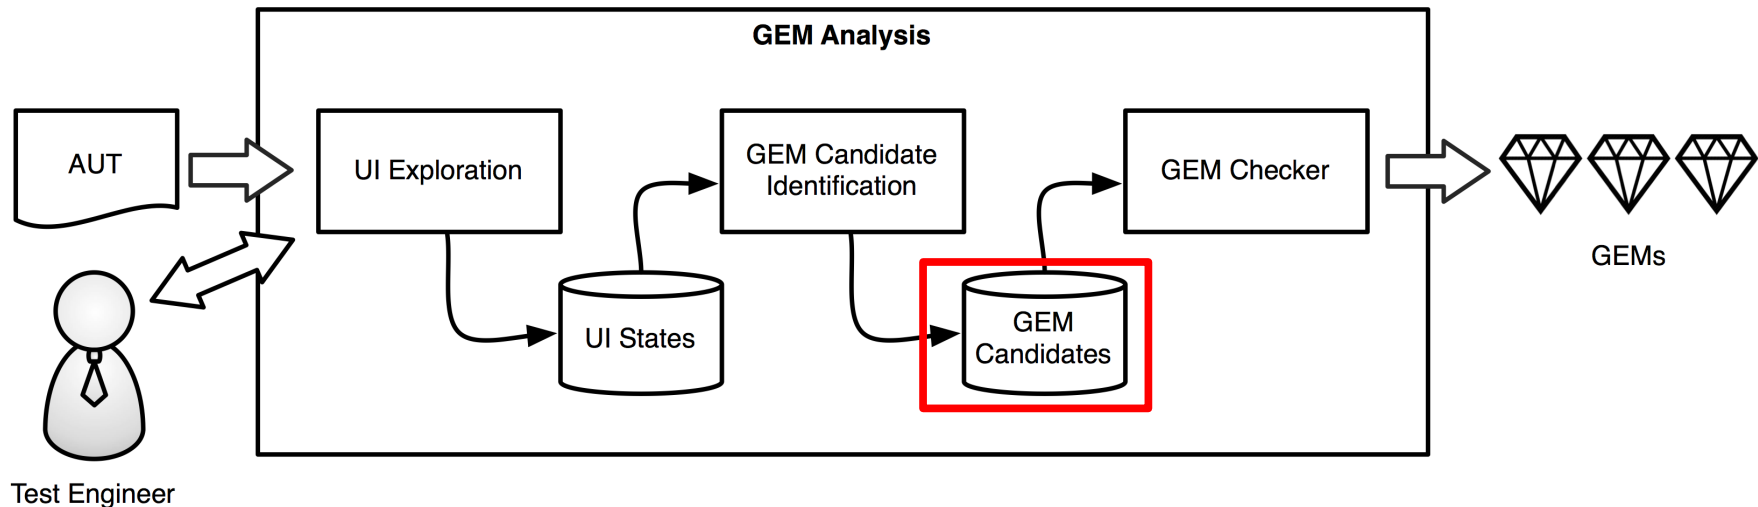 GEM Analysis
AUT
UI Exploration
GEM Candidate
Identification
GEM Checker
UI States
GEM
Candidates
GEMs
Test Engineer